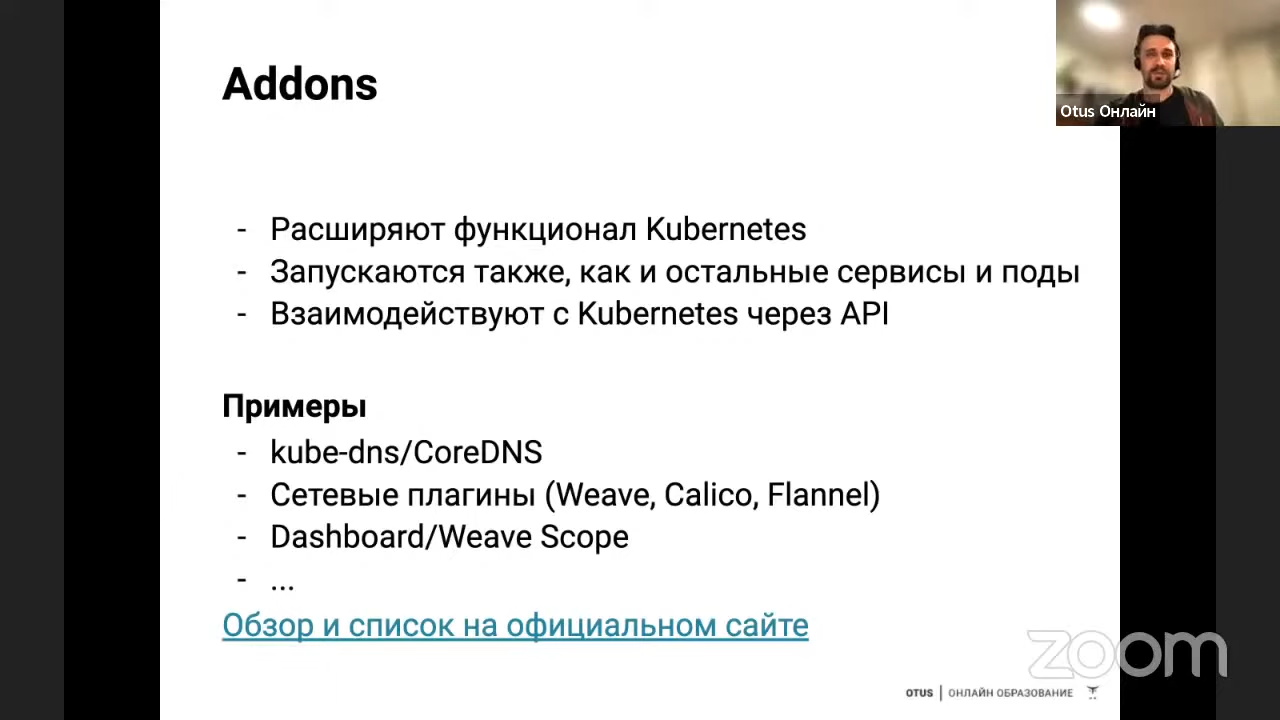 Addons
Otus Онлайн
- Расширяют функционал Kubernetes
- Запускаются также, как и остальные сервисы и поды
- Взаимодействуют с Kubernetes через API
Примеры
- kube-dns/CoreDNS
- Сетевые плагины (Weave, Calico, Flannel)
- Dashboard/Weave Scope
- ...
Обзор и список на официальном сайте
zoom
OTUS | ОНЛАЙН ОБРАЗОВАНИЕ